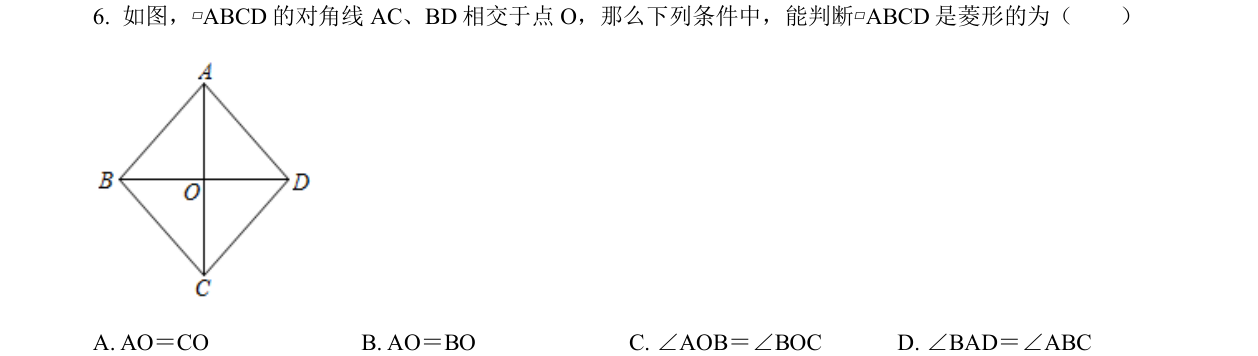 6. 如图，▱ABCD 的对角线 AC、BD 相交于点 O，那么下列条件中，能判断▱ABCD 是菱形的为（　　）
A
B
O
D
C
A. AO＝CO B. AO＝BO C. ∠AOB＝∠BOC D. ∠BAD＝∠ABC